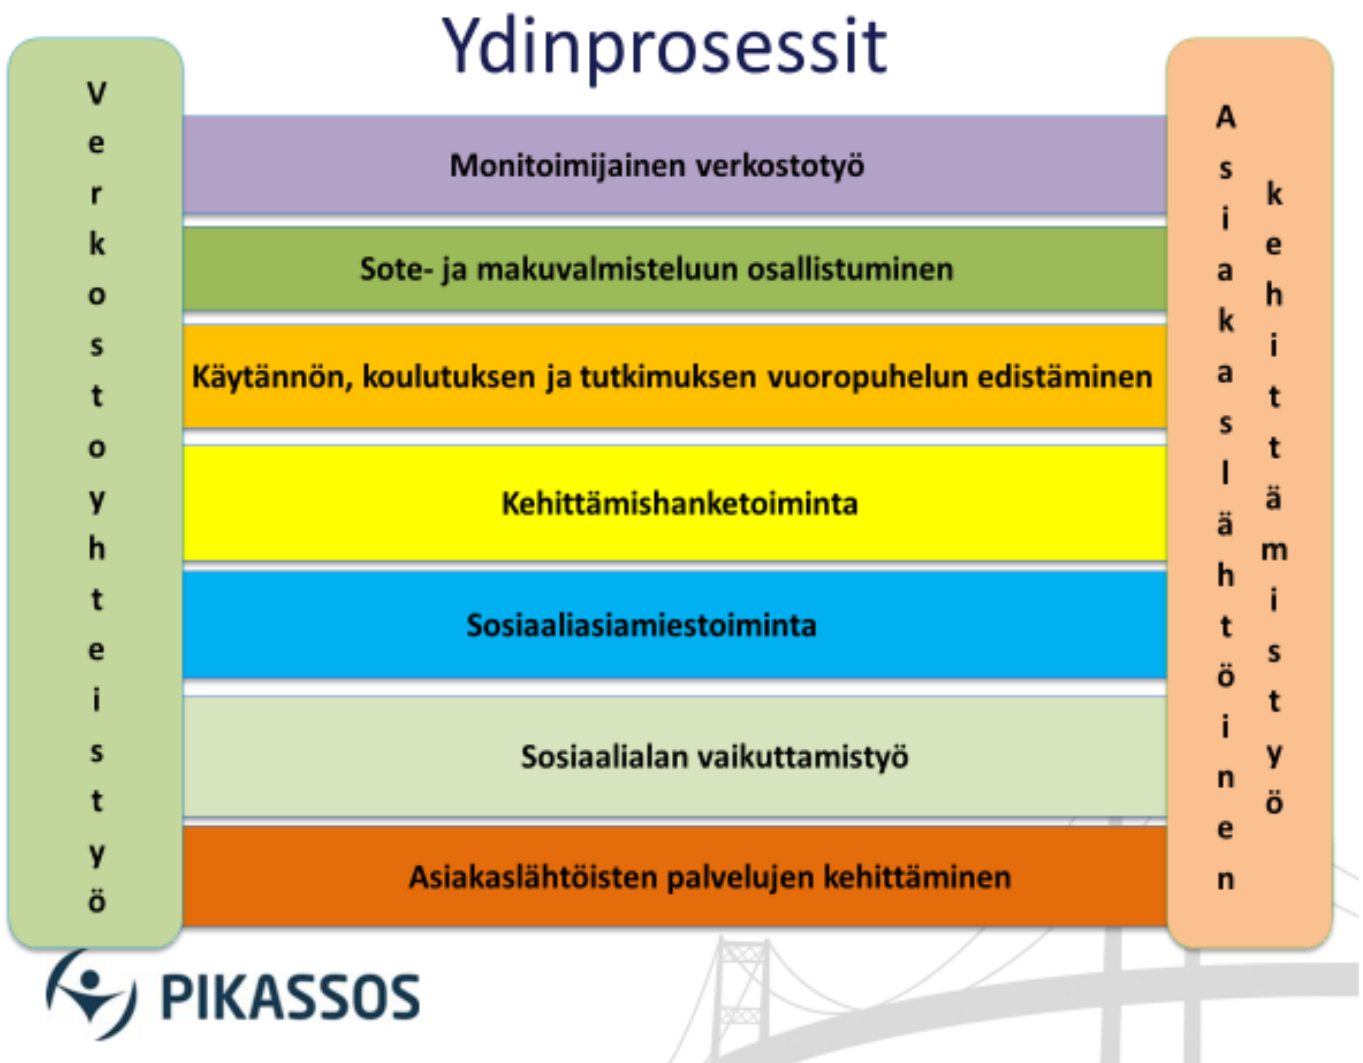 Ydinprosessit
Verkostoyhteistyö
Monitoimijainen verkostotyö
Sote- ja makuvalmisteluun osallistuminen
Käytännön, koulutuksen ja tutkimuksen vuoropuhelun edistäminen
Kehittämishanketoiminta
Sosiaaliasiamiestoiminta
Sosiaalialan vaikuttamistyö
Asiakaslähtöisten palvelujen kehittäminen
Asiakaslähtöinen
kehittämistyö
PIKASSOS